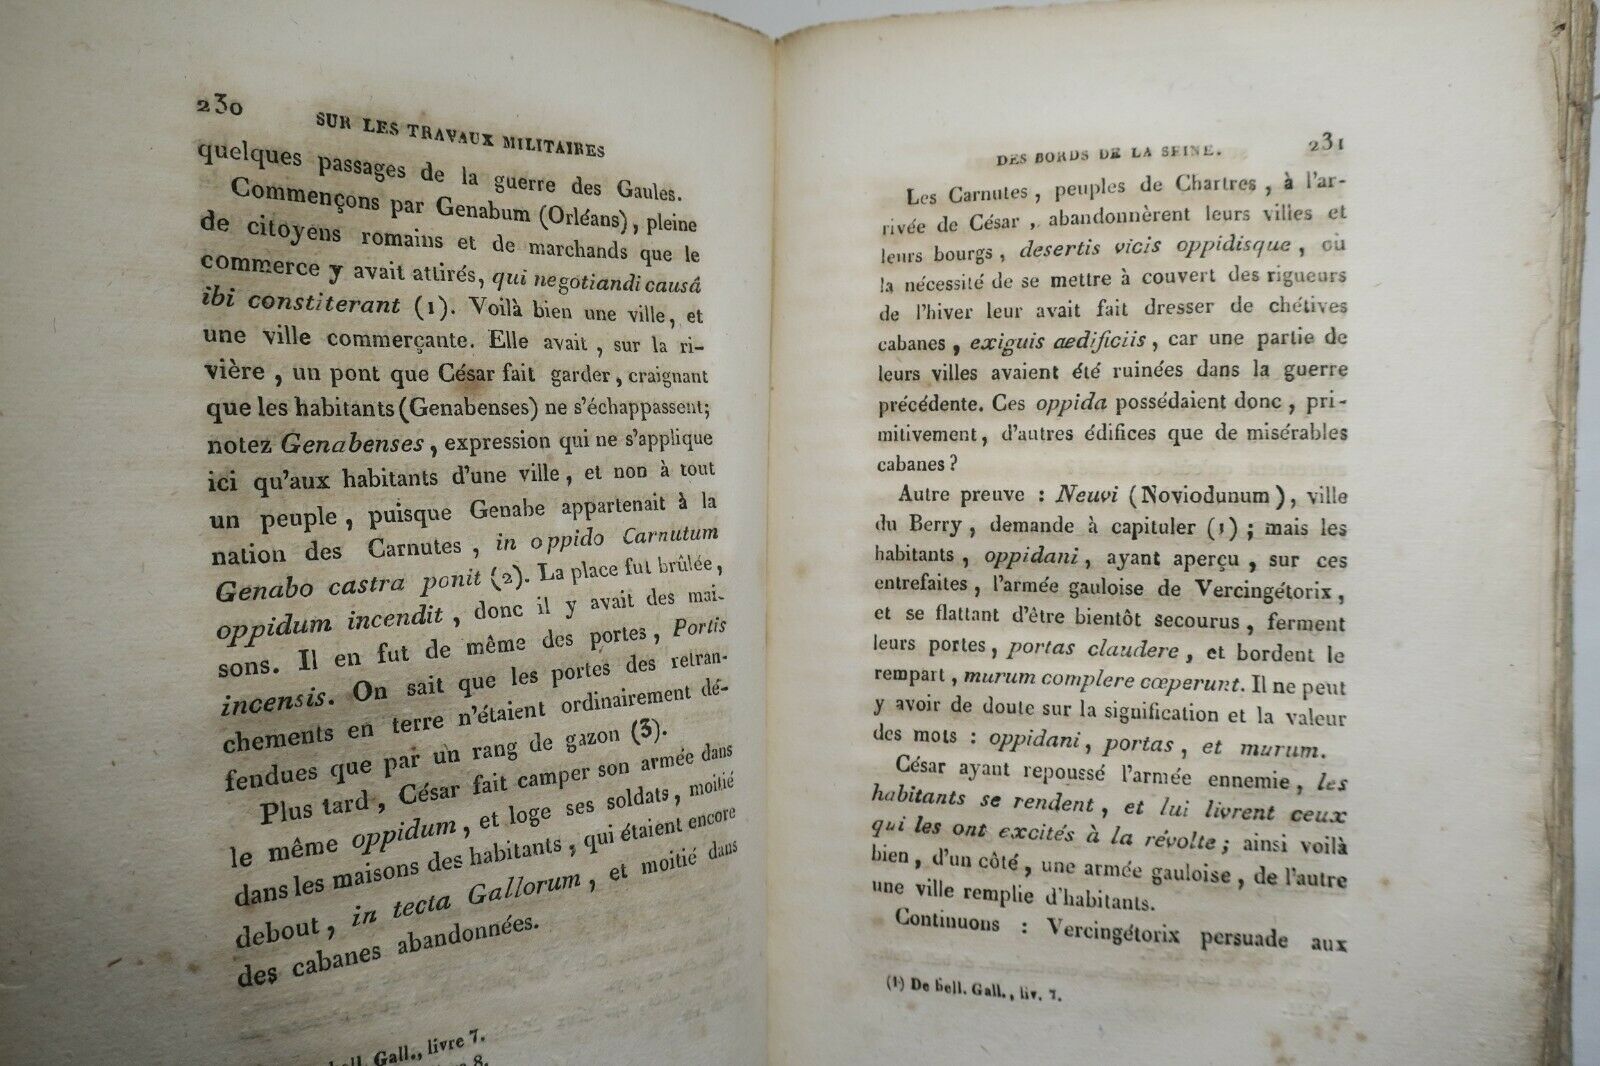 230
SUR LES TRAVAUX MILITAIRES
quelques passages de la guerre des Gaules.
Commençons par Genabum (Orléans), pleine
de citoyens romains et de marchands que le
commerce y avait attirés, qui negotiandi causâ
ibi constiterant (1). Voilà bien une ville, et
une ville commerçante. Elle avait, sur la ri-
vière, un pont que César fait garder, craignant
que les habitants (Genabenses) ne s'échappassent;
notez Genabenses, expression qui ne s'applique
ici qu'aux habitants d'une ville, et non à tout
un peuple, puisque Genabe appartenait à la
nation des Carnutes, in oppido Carnutum
Genabo castra ponit (2). La place fut brûlée,
oppidum incendit, donc il y avait des mai-
sons. Il en fut de même des portes, Portis
incensis. On sait que les portes des retran-
chements en terre n'étaient ordinairement dé-
fendues que par un rang de gazon (3).
Plus tard, César fait camper son armée dans
le même oppidum, et loge ses soldats, moitié
dans les maisons des habitants, qui étaient encore
debout, in tecta Gallorum, et moitié dans
des cabanes abandonnées.
bell. Gall., livre 7.
8.
DES BORDS DE LA SEINE.
231
Les Carnutes, peuples de Chartres, à l'ar-
rivée de César, abandonnèrent leurs villes et
leurs bourgs, desertis vicis oppidisque, où
la nécessité de se mettre à couvert des rigueurs
de l'hiver leur avait fait dresser de chétives
cabanes, exiguis ædificiis, car une partie de
leurs villes avaient été ruinées dans la guerre
précédente. Ces oppida possédaient donc, pri-
mitivement, d'autres édifices que de misérables
cabanes?
Autre preuve : Neuvi (Noviodunum), ville
du Berry, demande à capituler (1); mais les
habitants, oppidani, ayant aperçu, sur ces
entrefaites, l'armée gauloise de Vercingétorix,
et se flattant d'être bientôt secourus, ferment
leurs portes, portas claudere, et bordent le
rempart, murum complere cœperunt. Il ne peut
y avoir de doute sur la signification et la valeur
des mots : oppidani, portas, et murum.
César ayant repoussé l'armée ennemie, les
habitants se rendent, et lui livrent ceux
qui les ont excités à la révolte; ainsi voilà
bien, d'un côté, une armée gauloise, de l'autre
une ville remplie d'habitants.
Continuons : Vercingétorix persuade aux
(1) De bell. Gall., liv. 7.